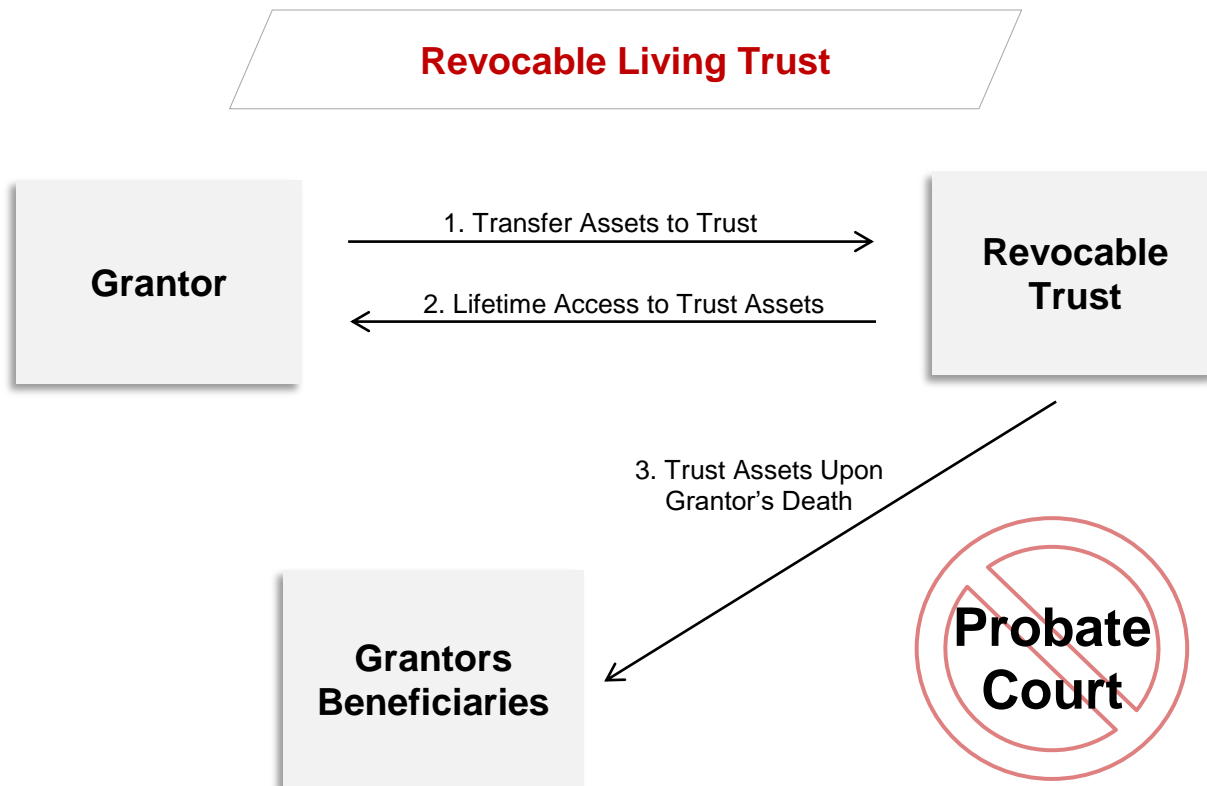 Revocable Living Trust
1. Transfer Assets to Trust
Grantor
Revocable
Trust
2. Lifetime Access to Trust Assets
3. Trust Assets Upon
Grantor’s Death
Grantors
Beneficiaries
Probate
Court